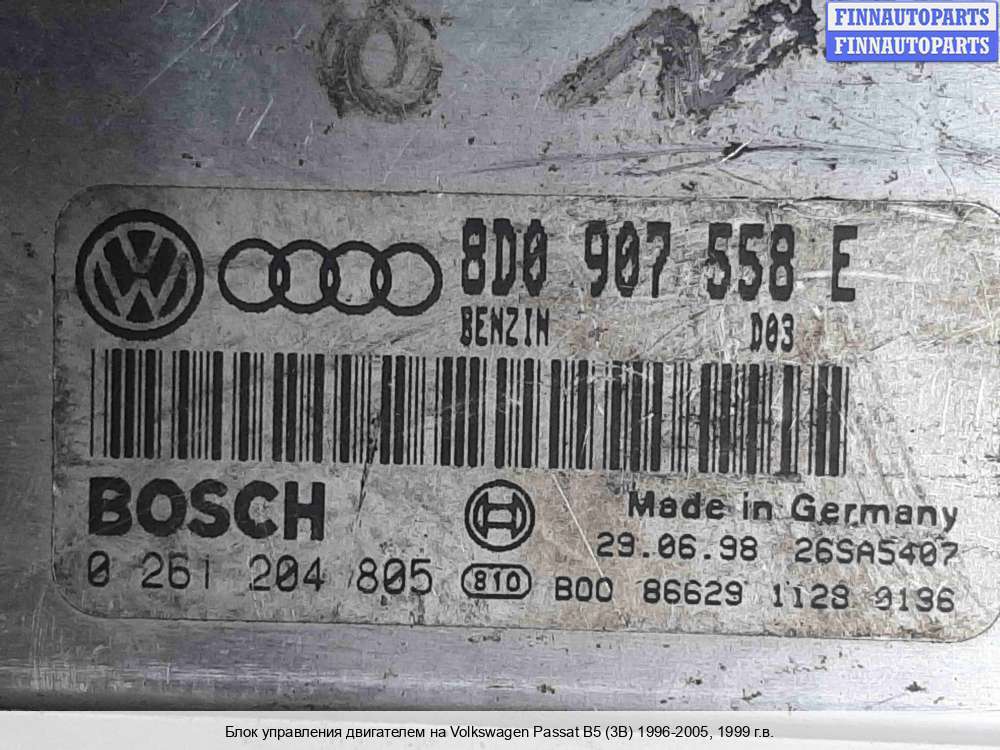 FINNAUTOPARTS
FINNAUTOPARTS
8D0 907 558 E
BENZIN D03
BOSCH
Made in Germany
29.06.98 26SA5407
0 261 204 805
810 B00 86629 1128 0136
Блок управления двигателем на Volkswagen Passat B5 (3B) 1996-2005, 1999 г.в.